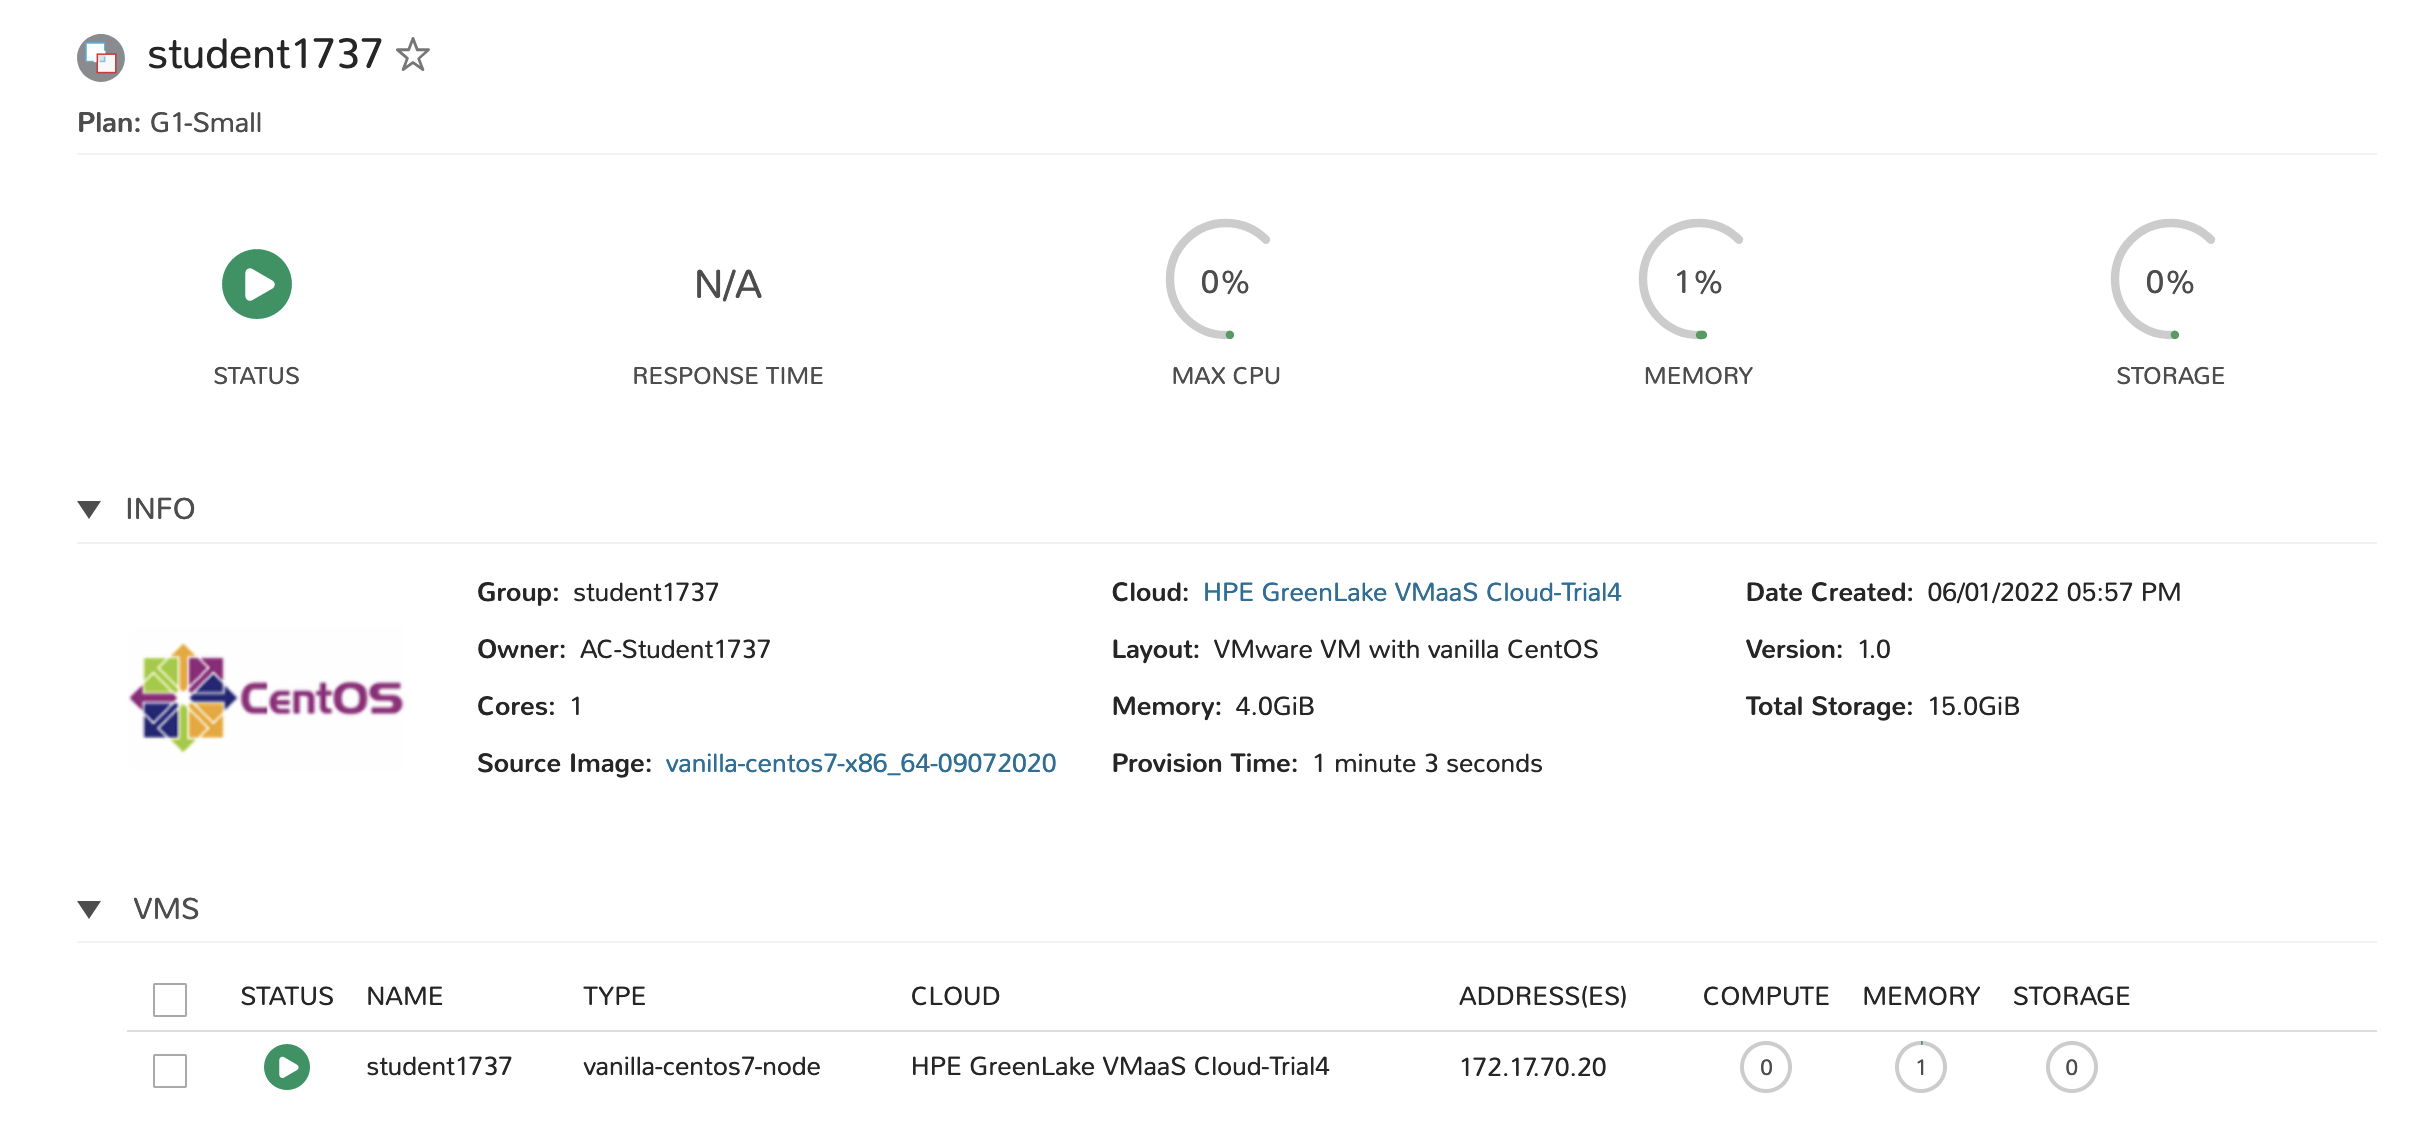 student1737
Plan: G1-Small
N/A 0% 1% 0%
STATUS RESPONSE TIME MAX CPU MEMORY STORAGE
INFO
Group: student1737 Cloud: HPE GreenLake VMaaS Cloud-Trial4 Date Created: 06/01/2022 05:57 PM
Owner: AC-Student1737 Layout: VMware VM with vanilla CentOS Version: 1.0
CentOS
Cores: 1 Memory: 4.0GiB Total Storage: 15.0GiB
Source Image: vanilla-centos7-x86_64-09072020 Provision Time: 1 minute 3 seconds
VMS
STATUS NAME TYPE CLOUD ADDRESS(ES) COMPUTE MEMORY STORAGE
student1737 vanilla-centos7-node HPE GreenLake VMaaS Cloud-Trial4 172.17.70.20 0 1 0